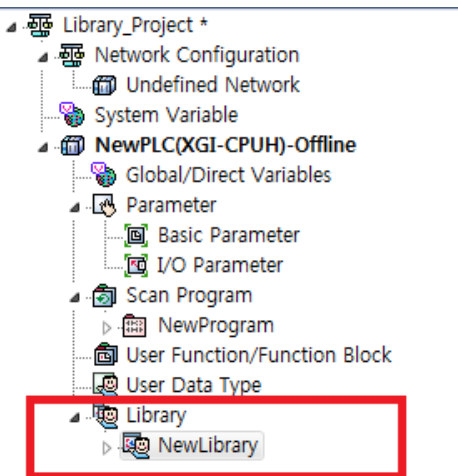 Library_Project *
Network Configuration
Undefined Network
System Variable
NewPLC(XGI-CPUH)-Offline
Global/Direct Variables
Parameter
Basic Parameter
I/O Parameter
Scan Program
NewProgram
User Function/Function Block
User Data Type
Library
NewLibrary